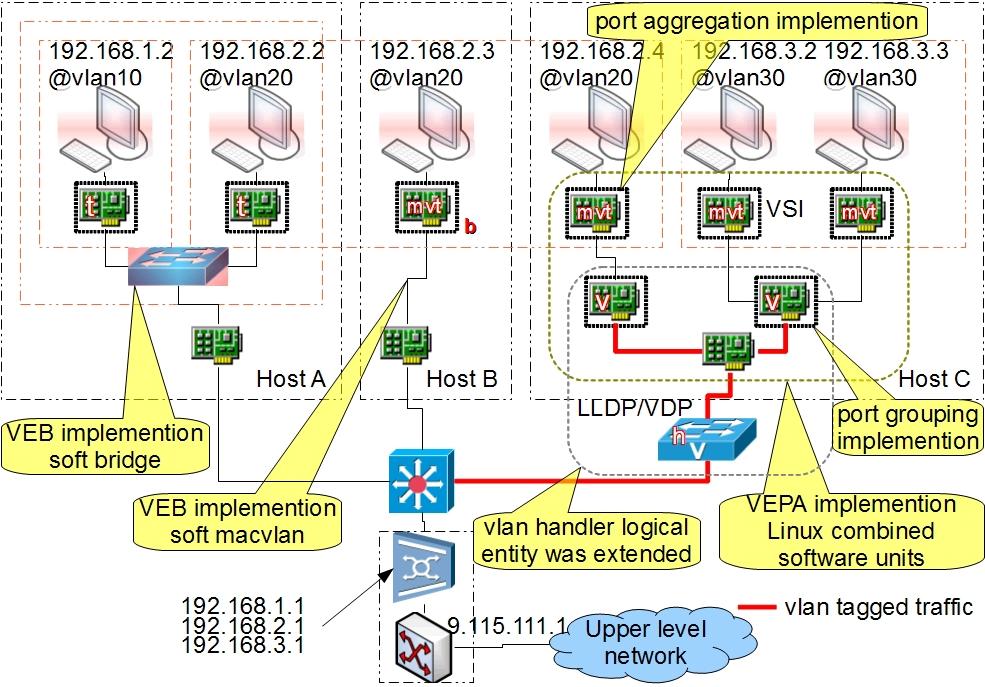 port aggregation implemention
192.168.1.2
@vlan10
192.168.2.2
@vlan20
192.168.2.3
@vlan20
192.168.2.4
@vlan20
192.168.3.2
@vlan30
192.168.3.3
@vlan30
t
t
mvt
b
mvt
mvt
VSI
mvt
V
V
Host A
Host B
Host C
LLDP/VDP
h
V
VEB implemention
soft bridge
port grouping
implemention
VEB implemention
soft macvlan
vlan handler logical
entity was extended
VEPA implemention
Linux combined
software units
192.168.1.1
192.168.2.1
192.168.3.1
9.115.111.1
Upper level
network
vlan tagged traffic